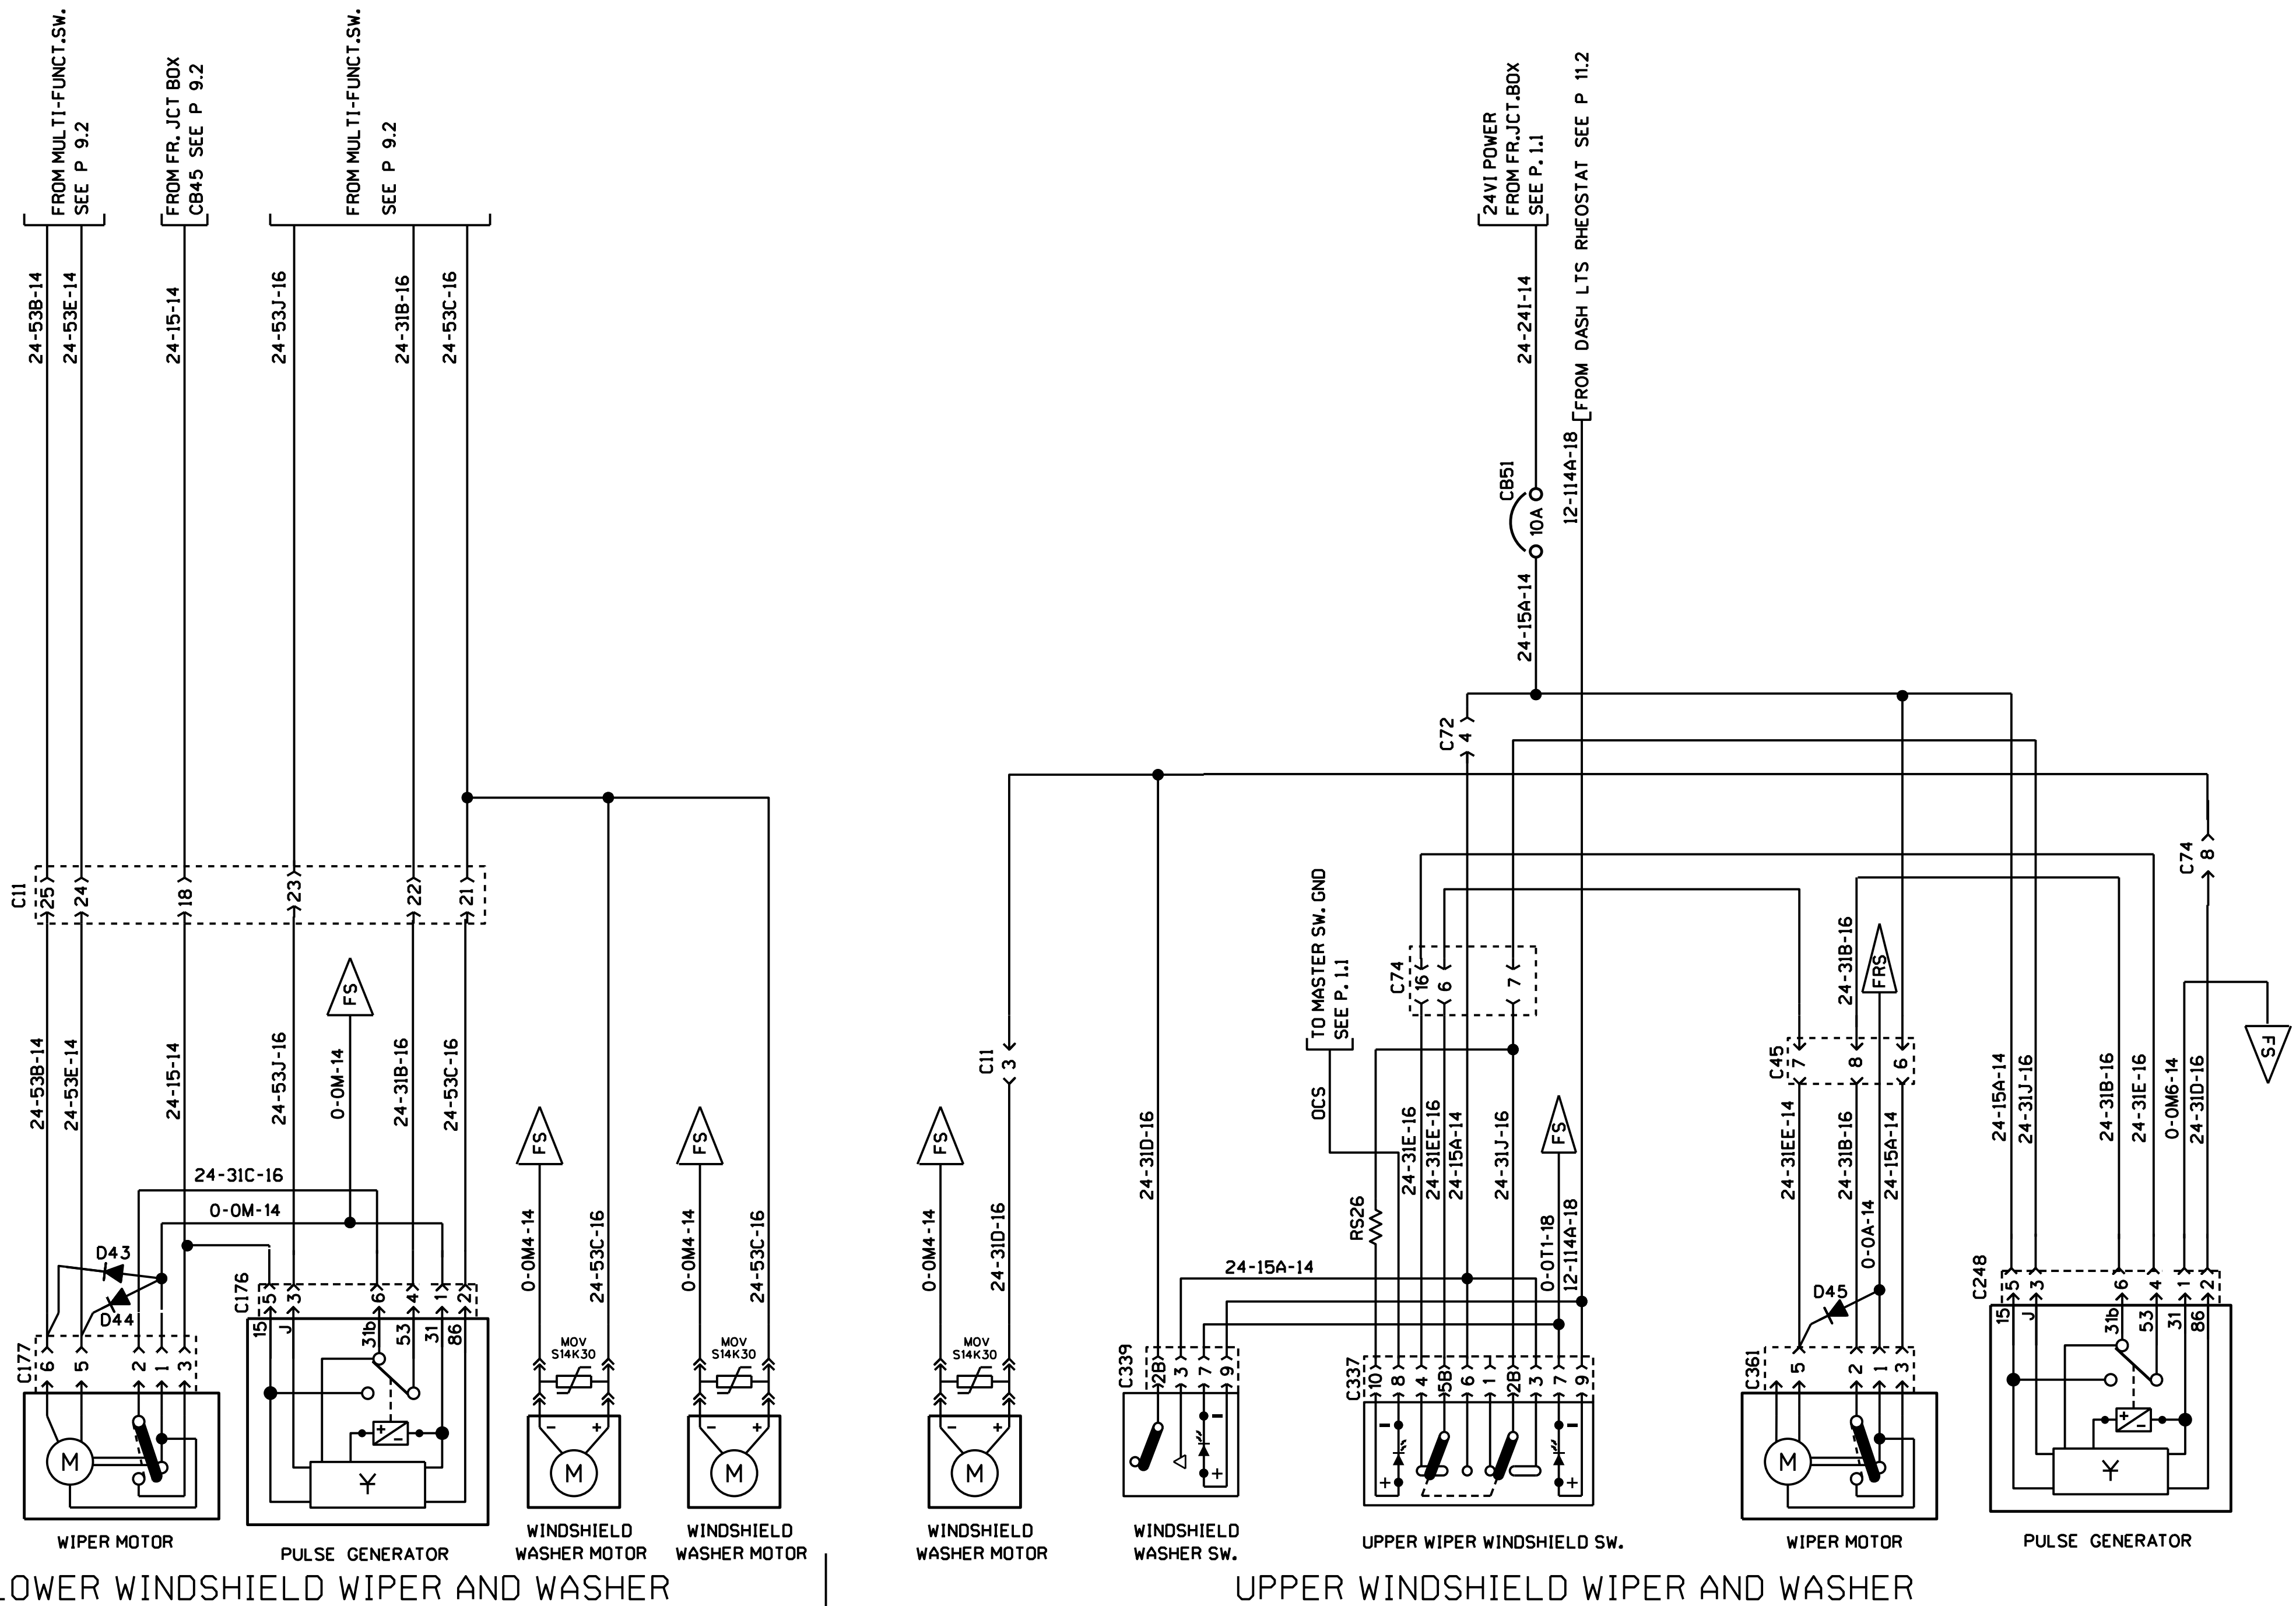 FROM MULTI-FUNCT.SW.
SEE P 9.2
FROM FR. JCT BOX
CB45 SEE P 9.2
FROM MULTI-FUNCT.SW.
SEE P 9.2
24VI POWER
FROM FR.JCT.BOX
SEE P. 1.1
FROM DASH LTS RHEOSTAT SEE P 11.2
24-53B-14
24-53E-14
24-15-14
24-53J-16
24-31B-16
24-53C-16
24-24I-14
12-114A-18
CB51
10A
24-15A-14
C72
4
C11
25
24
18
23
22
21
C74
8
FS
24-53B-14
24-53E-14
24-15-14
24-53J-16
0-0M-14
24-31B-16
24-53C-16
24-31C-16
0-0M-14
D43
D44
C177
6
5
2
1
3
M
WIPER MOTOR
C176
5
3
6
4
1
2
15
J
31b
53
31
86
+
-
PULSE GENERATOR
FS
0-0M4-14
24-53C-16
MOV
S14K30
-
+
M
WINDSHIELD
WASHER MOTOR
FS
0-0M4-14
24-53C-16
MOV
S14K30
-
+
M
WINDSHIELD
WASHER MOTOR
C11
3
FS
0-0M4-14
24-31D-16
MOV
S14K30
-
+
M
WINDSHIELD
WASHER MOTOR
24-31D-16
C339
2B
3
7
9
-
+
WINDSHIELD
WASHER SW.
TO MASTER SW. GND
SEE P. 1.1
OCS
C74
16
6
7
RS26
24-31E-16
24-31EE-16
24-15A-14
24-31J-16
FS
0-0T1-18
12-114A-18
24-15A-14
C337
10
8
4
5B
6
1
2B
3
7
9
-
+
-
+
UPPER WIPER WINDSHIELD SW.
24-31B-16
FRS
C45
7
8
6
24-31EE-14
24-31B-16
0-0A-14
24-15A-14
D45
C361
5
2
1
3
M
WIPER MOTOR
24-15A-14
24-31J-16
24-31B-16
24-31E-16
0-0M6-14
24-31D-16
FS
C248
5
3
6
4
1
2
15
J
31b
53
31
86
+
-
PULSE GENERATOR
LOWER WINDSHIELD WIPER AND WASHER
UPPER WINDSHIELD WIPER AND WASHER